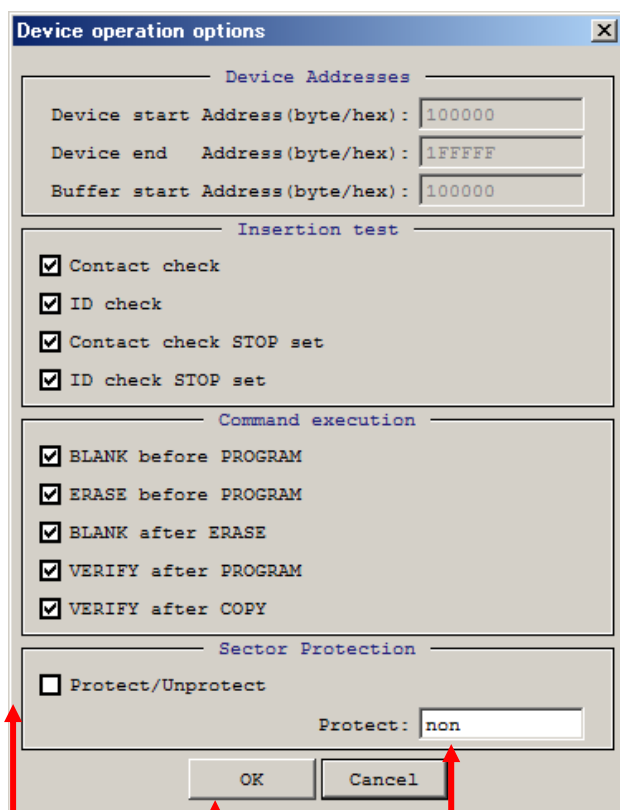 Device operation options
Device Addresses
Device start Address(byte/hex): 100000
Device end Address(byte/hex): 1FFFFF
Buffer start Address(byte/hex): 100000
Insertion test
Contact check
ID check
Contact check STOP set
ID check STOP set
Command execution
BLANK before PROGRAM
ERASE before PROGRAM
BLANK after ERASE
VERIFY after PROGRAM
VERIFY after COPY
Sector Protection
Protect/Unprotect
Protect: non
OK Cancel